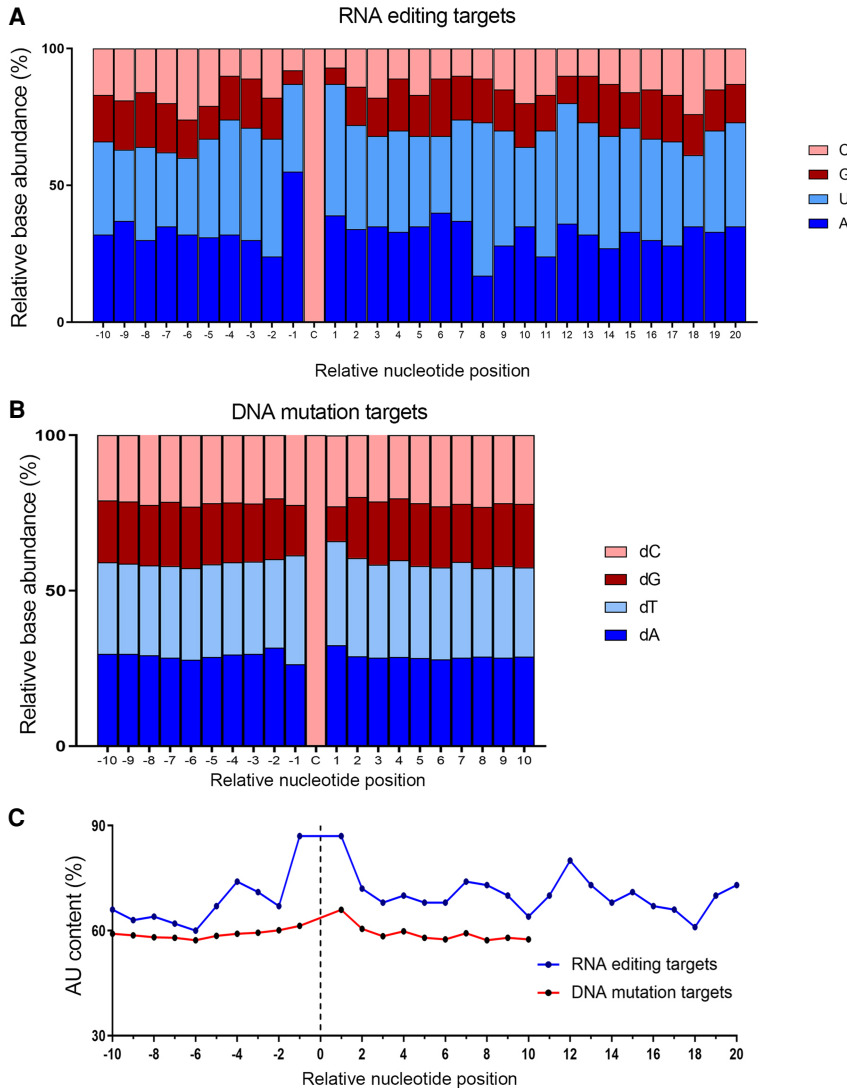 A
RNA editing targets
Relativve base abundance (%)
100
50
0
-10 -9 -8 -7 -6 -5 -4 -3 -2 -1 C 1 2 3 4 5 6 7 8 9 10 11 12 13 14 15 16 17 18 19 20
Relative nucleotide position
U
A
B
DNA mutation targets
Relativve base abundance (%)
100
50
0
-10 -9 -8 -7 -6 -5 -4 -3 -2 -1 C 1 2 3 4 5 6 7 8 9 10
Relative nucleotide position
dC
dG
dT
dA
C
AU content (%)
90
60
30
-10 -8 -6 -4 -2 0 2 4 6 8 10 12 14 16 18 20
Relative nucleotide position
RNA editing targets
DNA mutation targets